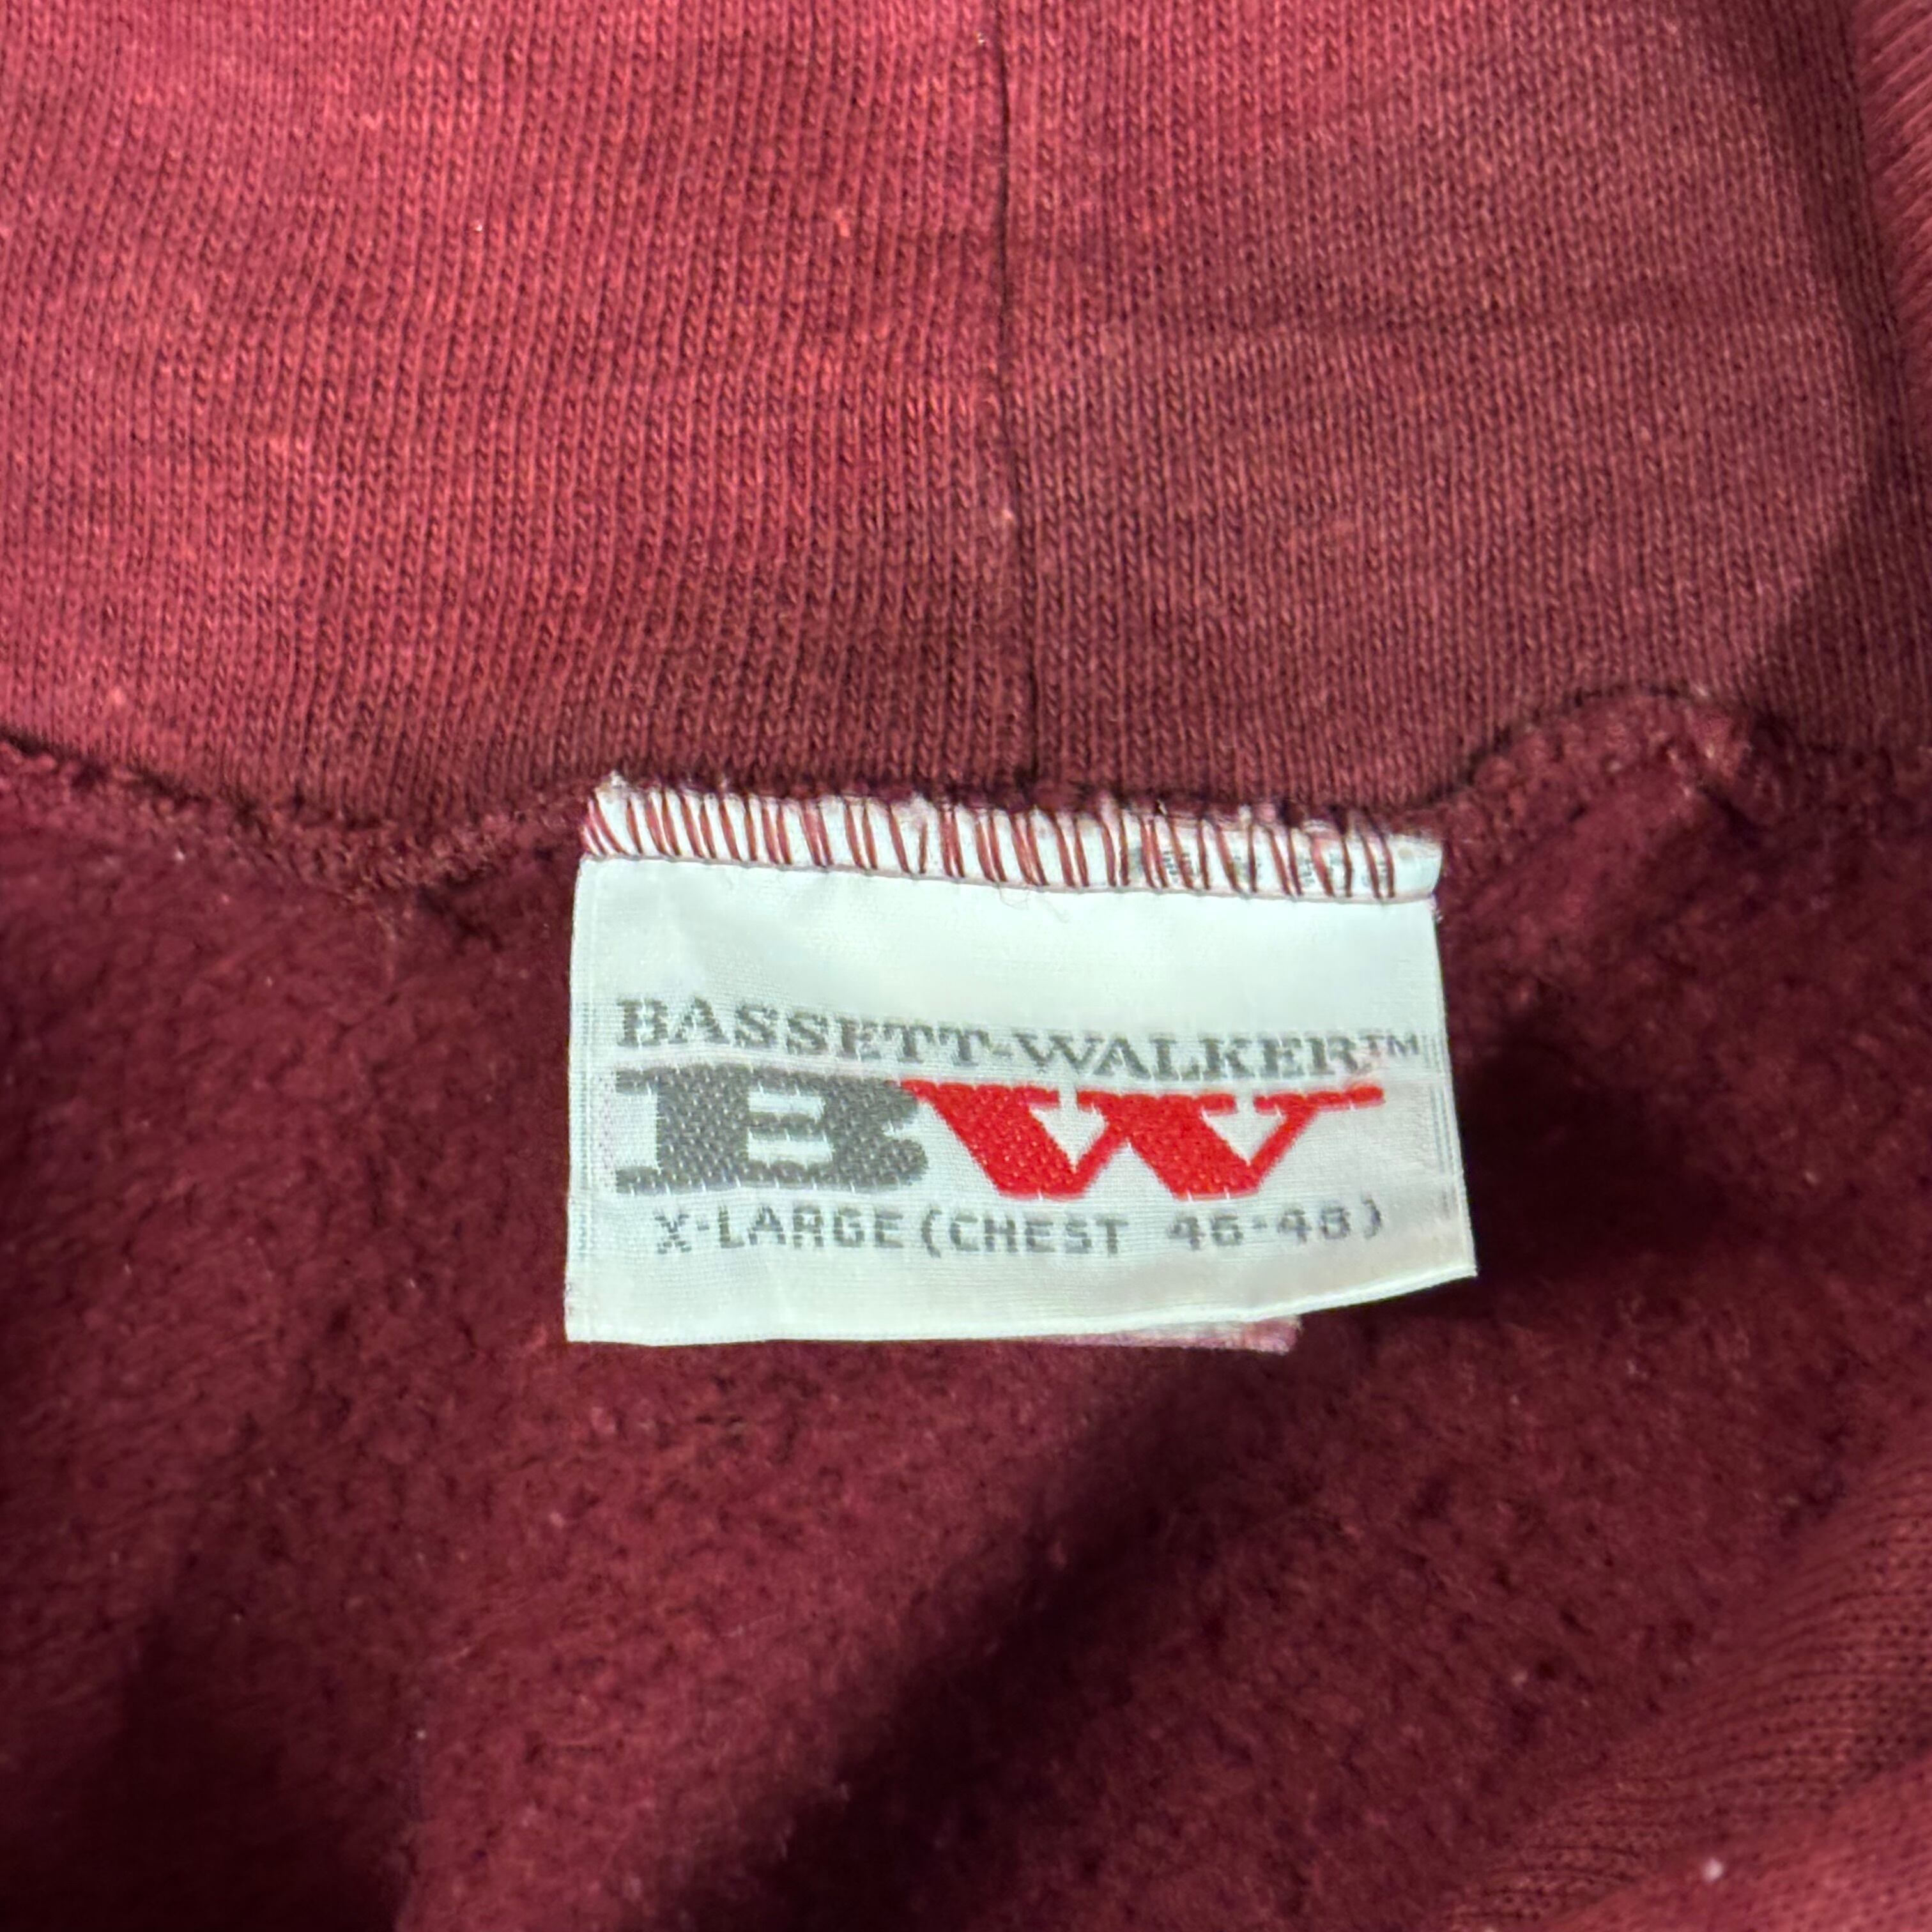 BASSETT-WALKER™
BW
X-LARGE (CHEST 46-48)